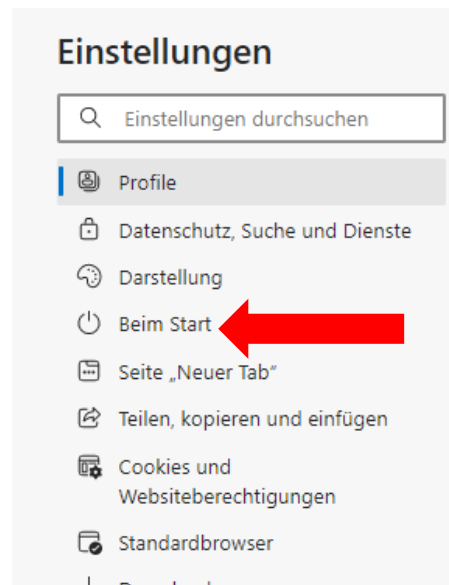 Einstellungen
Einstellungen durchsuchen
Profile
Datenschutz, Suche und Dienste
Darstellung
Beim Start
Seite „Neuer Tab“
Teilen, kopieren und einfügen
Cookies und
Websiteberechtigungen
Standardbrowser